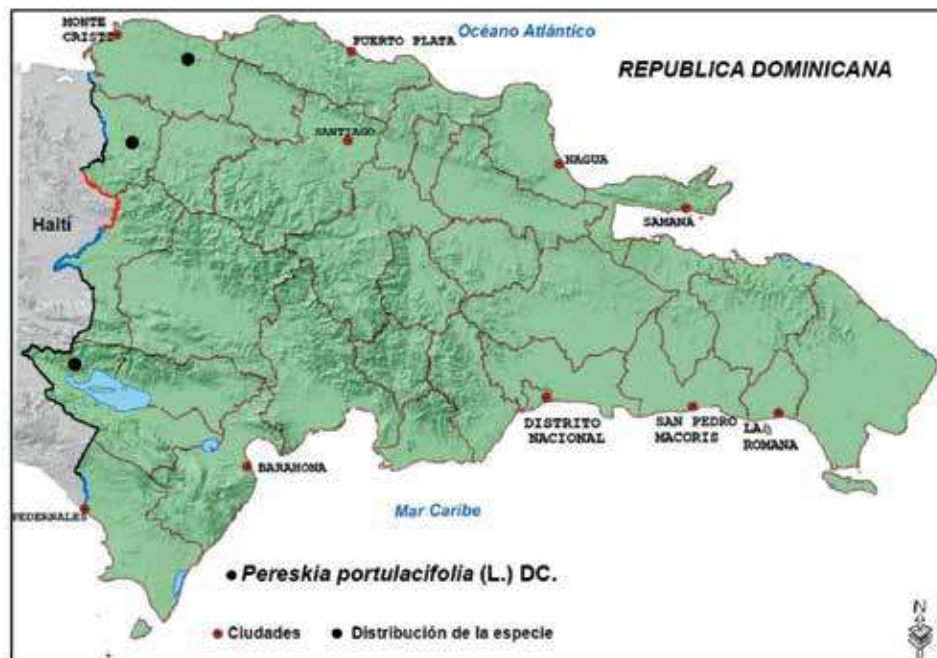 MONTE
CRISTI
PUERTO PLATA
Océano Atlántico
REPUBLICA DOMINICANA
SANTIAGO
NAGUA
SAMANA
Haití
DISTRITO
NACIONAL
SAN PEDRO
MACORIS
LA
ROMANA
BARAHONA
PEDERNALES
Mar Caribe
Pereskia portulacifolia (L.) DC.
Ciudades
Distribución de la especie
N